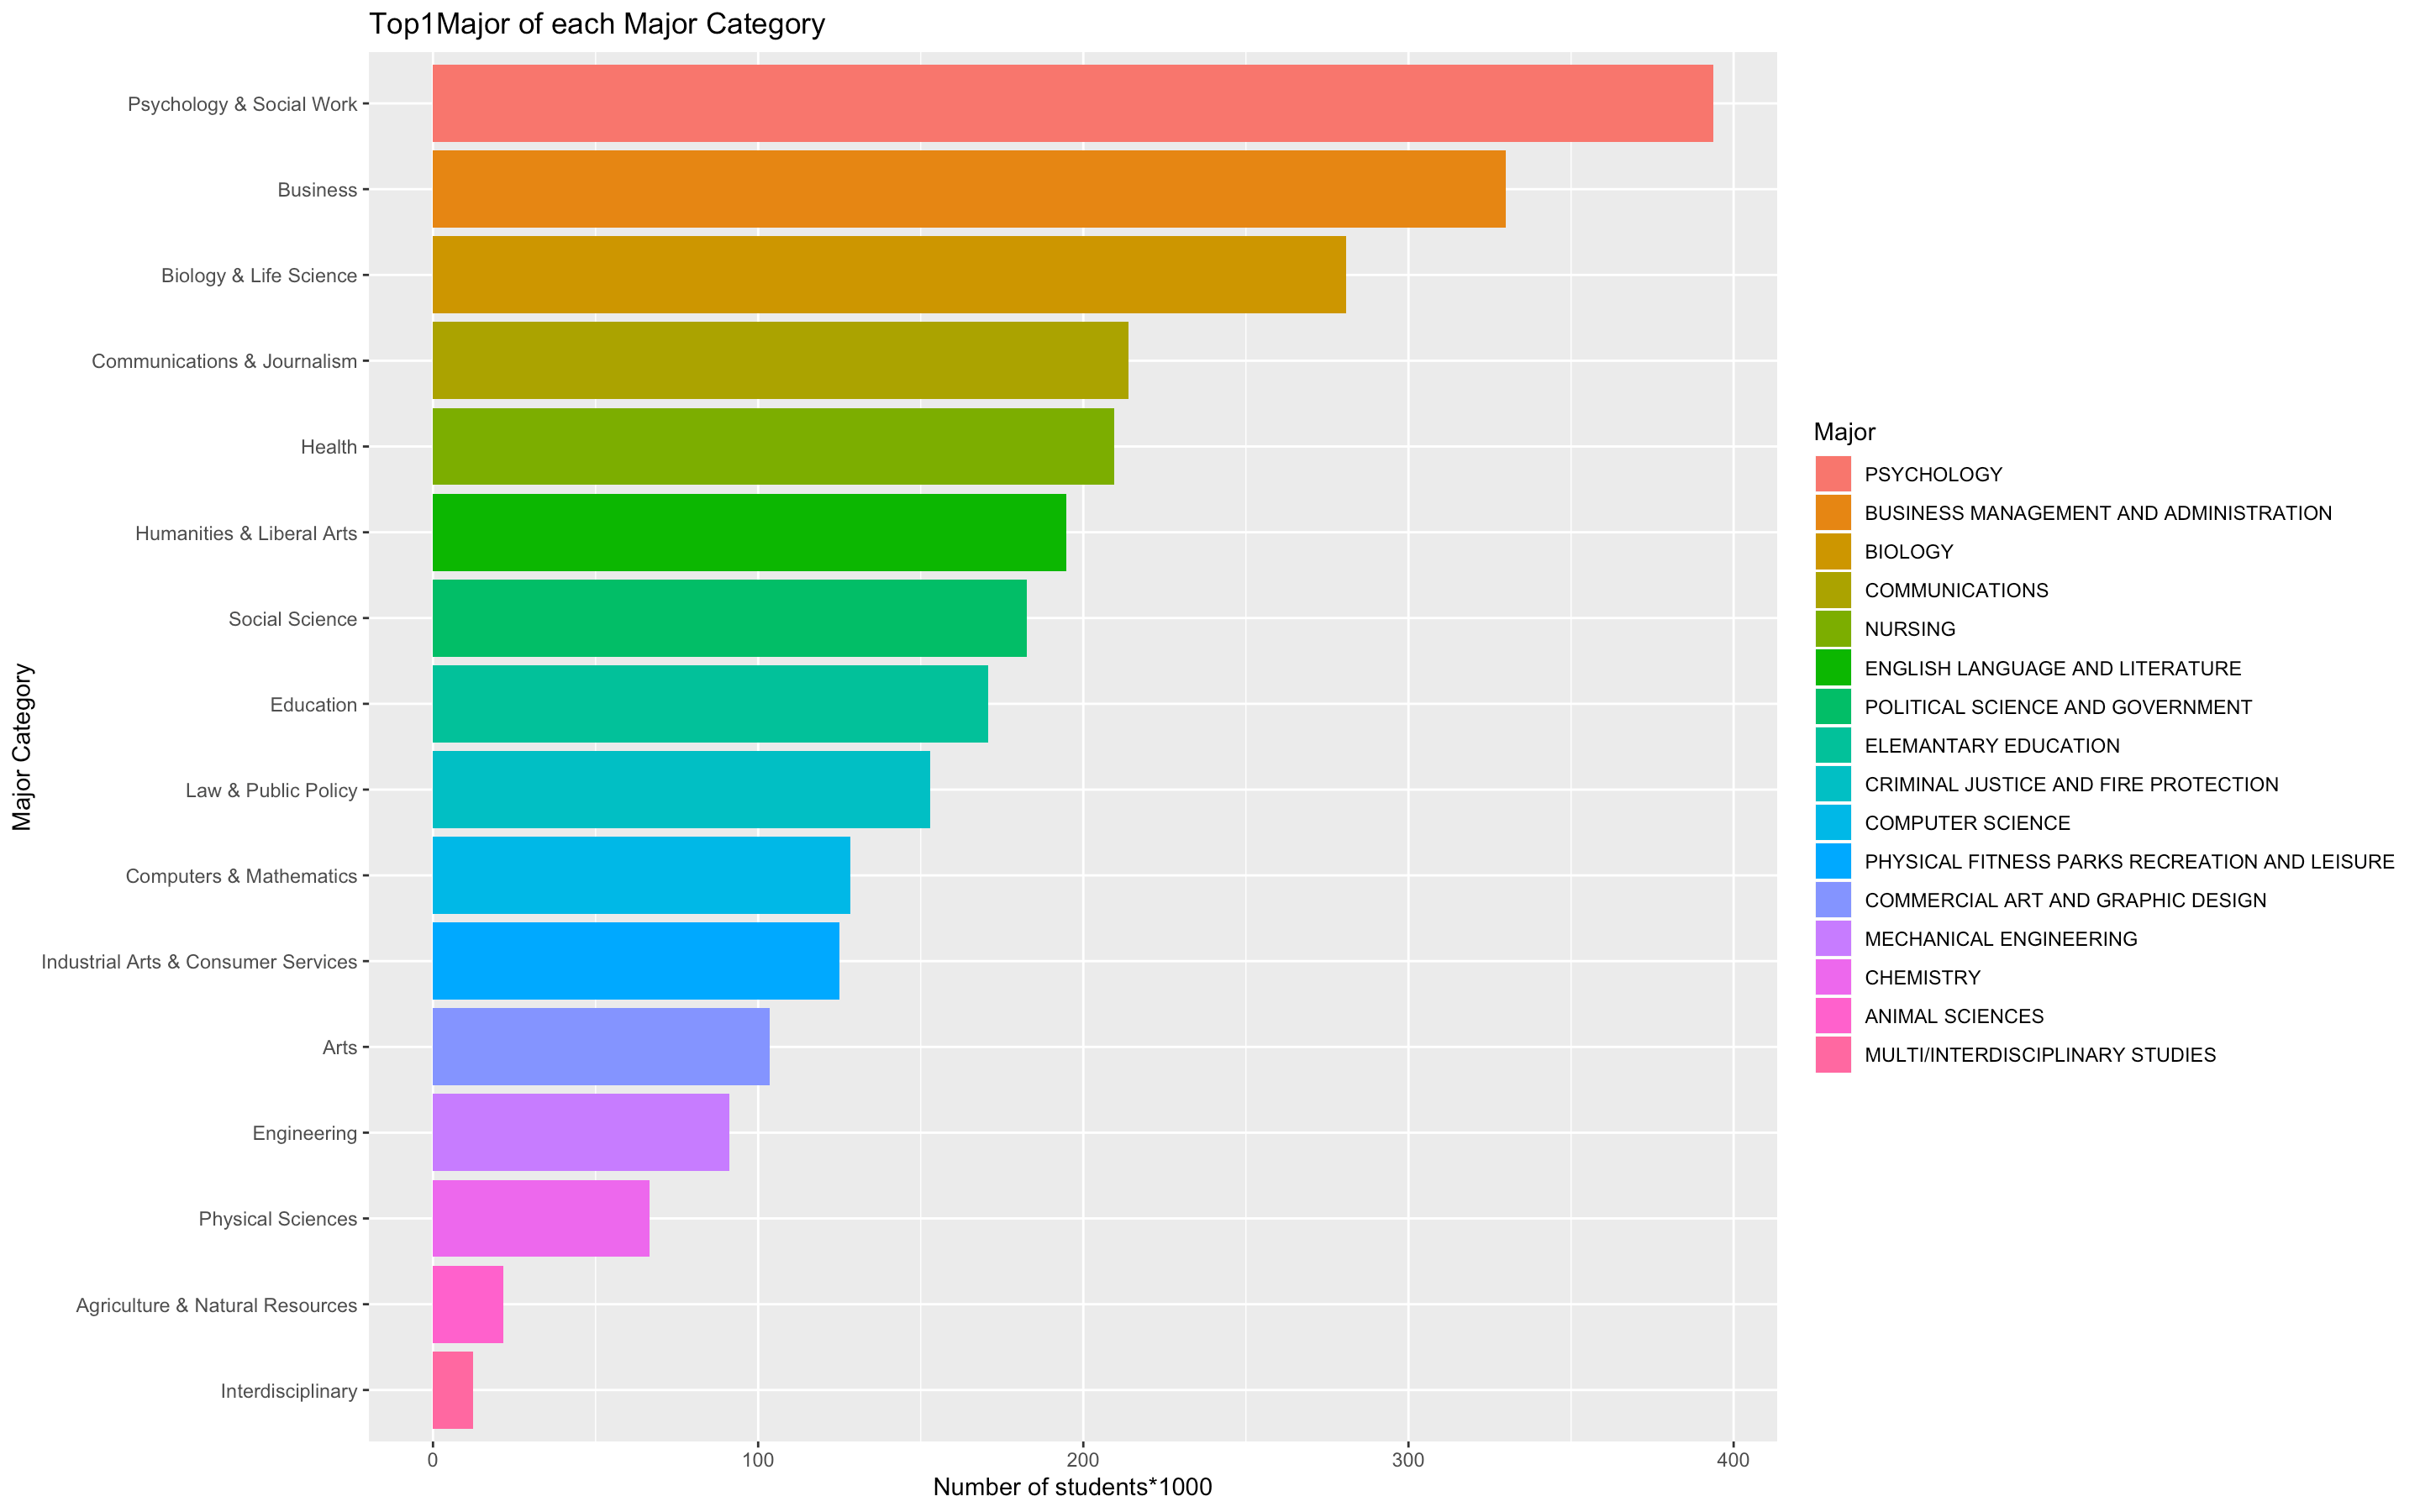 Top1Major of each Major Category
Psychology & Social Work
Business
Biology & Life Science
Communications & Journalism
Health
Humanities & Liberal Arts
Social Science
Education
Law & Public Policy
Computers & Mathematics
Industrial Arts & Consumer Services
Arts
Engineering
Physical Sciences
Agriculture & Natural Resources
Interdisciplinary
Major Category
0
100
200
300
400
Number of students*1000
Major
PSYCHOLOGY
BUSINESS MANAGEMENT AND ADMINISTRATION
BIOLOGY
COMMUNICATIONS
NURSING
ENGLISH LANGUAGE AND LITERATURE
POLITICAL SCIENCE AND GOVERNMENT
ELEMANTARY EDUCATION
CRIMINAL JUSTICE AND FIRE PROTECTION
COMPUTER SCIENCE
PHYSICAL FITNESS PARKS RECREATION AND LEISURE
COMMERCIAL ART AND GRAPHIC DESIGN
MECHANICAL ENGINEERING
CHEMISTRY
ANIMAL SCIENCES
MULTI/INTERDISCIPLINARY STUDIES